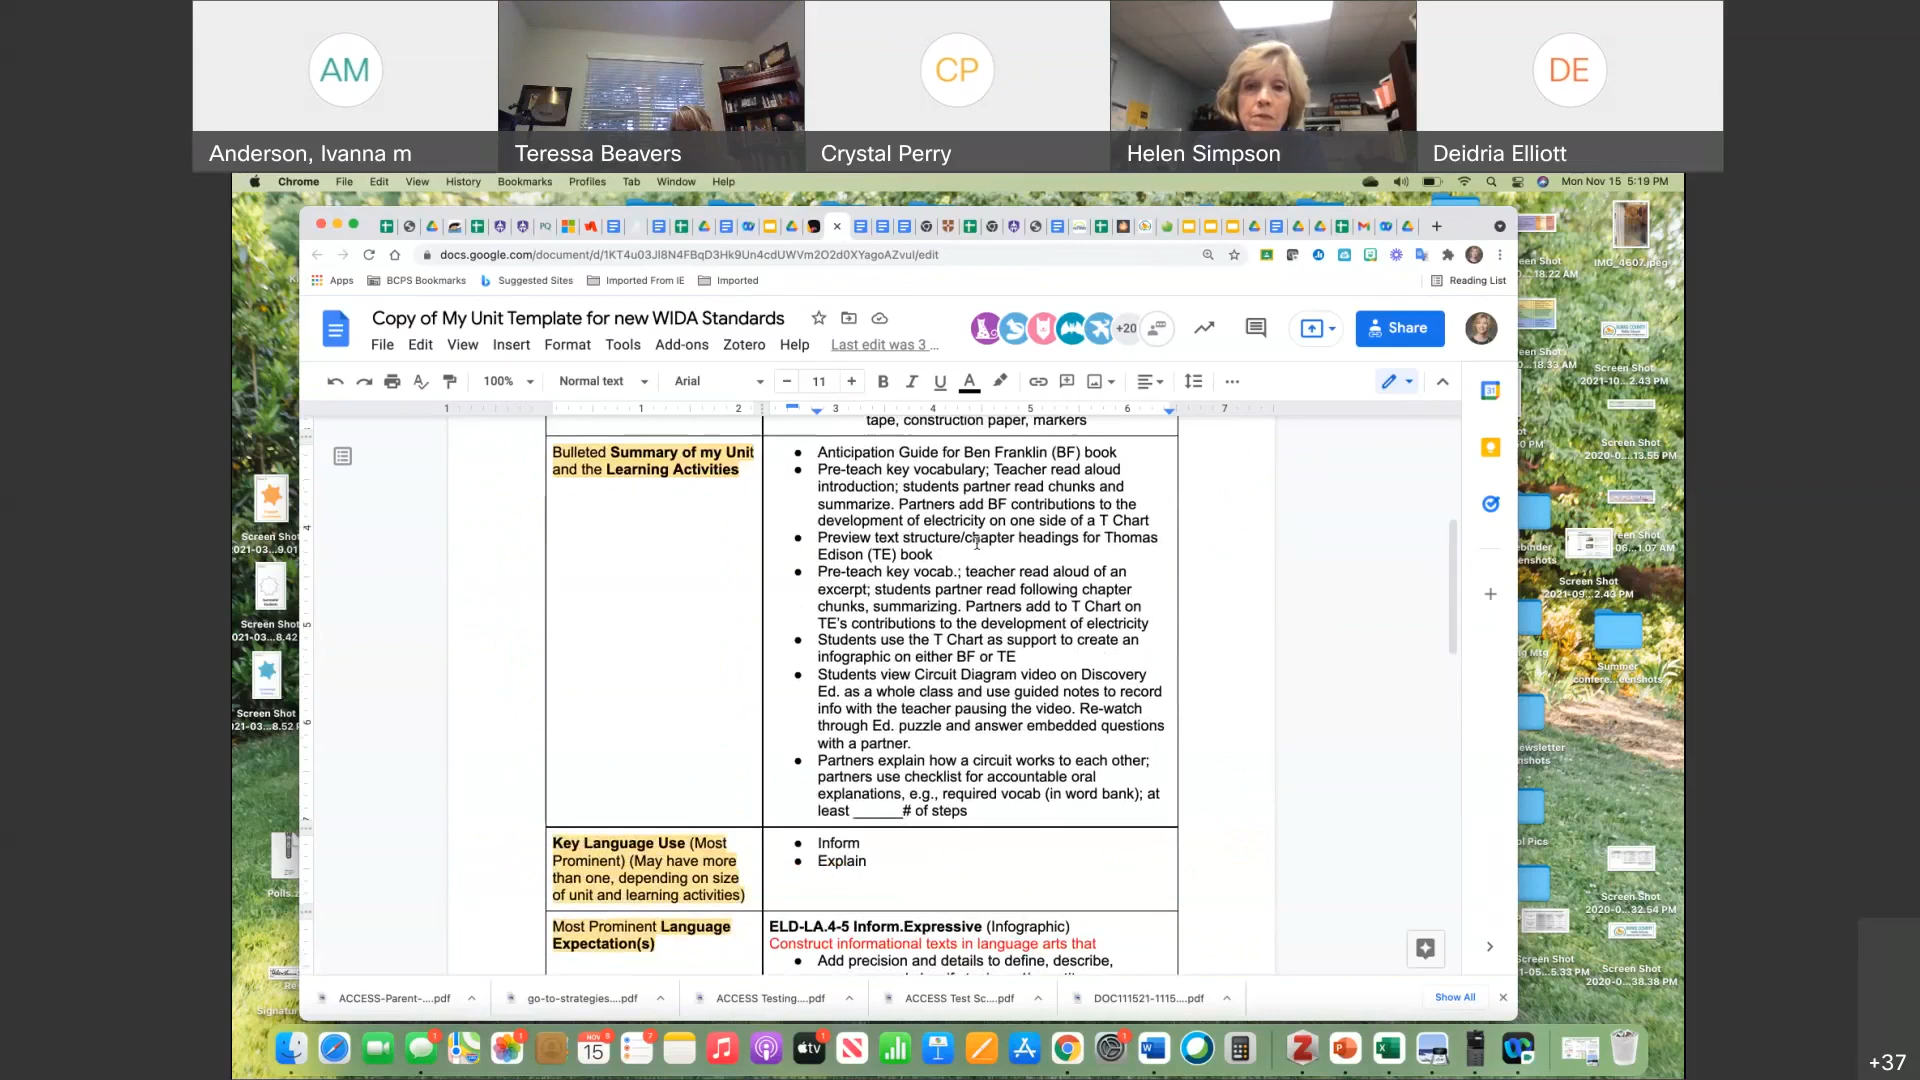 AM
CP
DE
Anderson, Ivanna m
Teressa Beavers
Crystal Perry
Helen Simpson
Deidria Elliott
Chrome File Edit View History Bookmarks Profiles Tab Window Help
Mon Nov 15 5:19 PM
docs.google.com/document/d/1KT4u03Jl8N4FBqD3Hk9Un4cdUWVm2O2d0XYagoAZvuI/edit
Apps BCPS Bookmarks Suggested Sites Imported From IE Imported
Reading List
Copy of My Unit Template for new WIDA Standards
+20
Share
File Edit View Insert Format Tools Add-ons Zotero Help Last edit was 3 ...
100% Normal text Arial 11
tape, construction paper, markers
Bulleted Summary of my Unit
and the Learning Activities
Anticipation Guide for Ben Franklin (BF) book
Pre-teach key vocabulary; Teacher read aloud
introduction; students partner read chunks and
summarize. Partners add BF contributions to the
development of electricity on one side of a T Chart
Preview text structure/chapter headings for Thomas
Edison (TE) book
Pre-teach key vocab.; teacher read aloud of an
excerpt; students partner read following chapter
chunks, summarizing. Partners add to T Chart on
TE's contributions to the development of electricity
Students use the T Chart as support to create an
infographic on either BF or TE
Students view Circuit Diagram video on Discovery
Ed. as a whole class and use guided notes to record
info with the teacher pausing the video. Re-watch
through Ed. puzzle and answer embedded questions
with a partner.
Partners explain how a circuit works to each other;
partners use checklist for accountable oral
explanations, e.g., required vocab (in word bank); at
least ______# of steps
Key Language Use (Most
Prominent) (May have more
than one, depending on size
of unit and learning activities)
Inform
Explain
Most Prominent Language
Expectation(s)
ELD-LA.4-5 Inform.Expressive (Infographic)
Construct informational texts in language arts that
Add precision and details to define, describe,
ACCESS-Parent-....pdf
go-to-strategies....pdf
ACCESS Testing....pdf
ACCESS Test Sc....pdf
DOC111521-1115....pdf
Show All
IMG_4607.jpeg
Screen Shot
NOV
15
+37